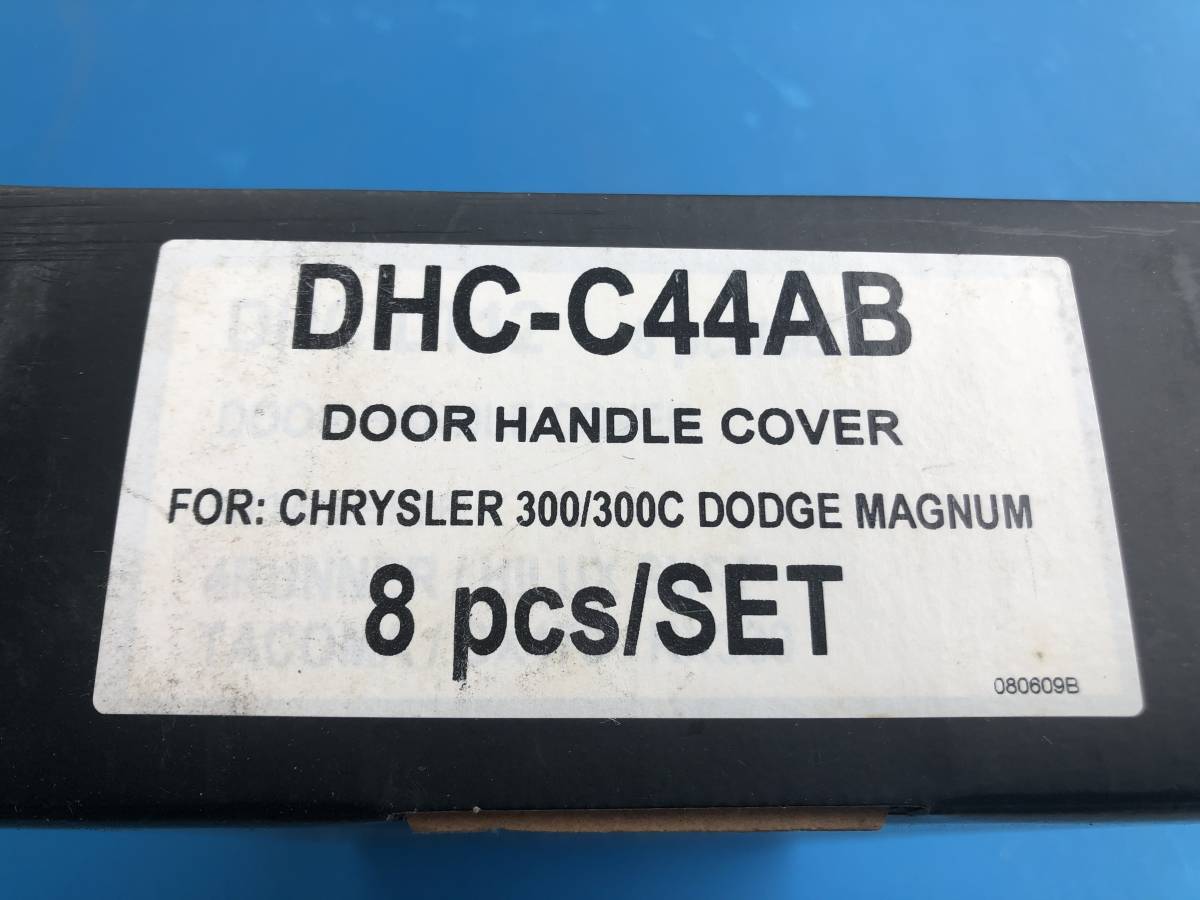 DHC-C44AB
DOOR HANDLE COVER
FOR: CHRYSLER 300/300C DODGE MAGNUM
8 pcs/SET
080609B